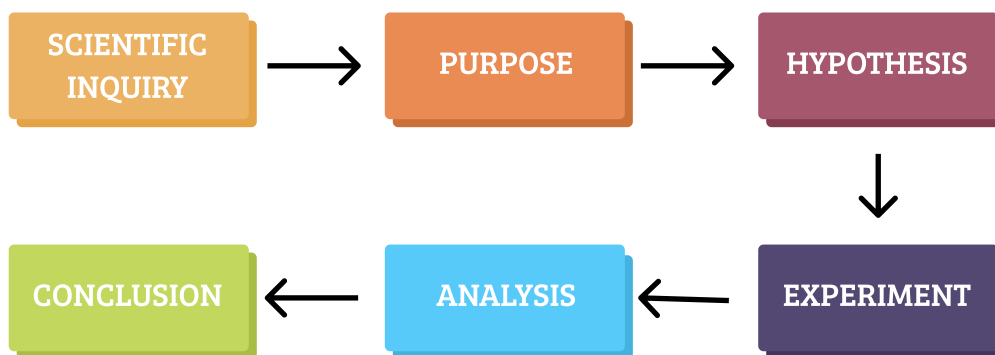 SCIENTIFIC
INQUIRY
PURPOSE
HYPOTHESIS
EXPERIMENT
ANALYSIS
CONCLUSION